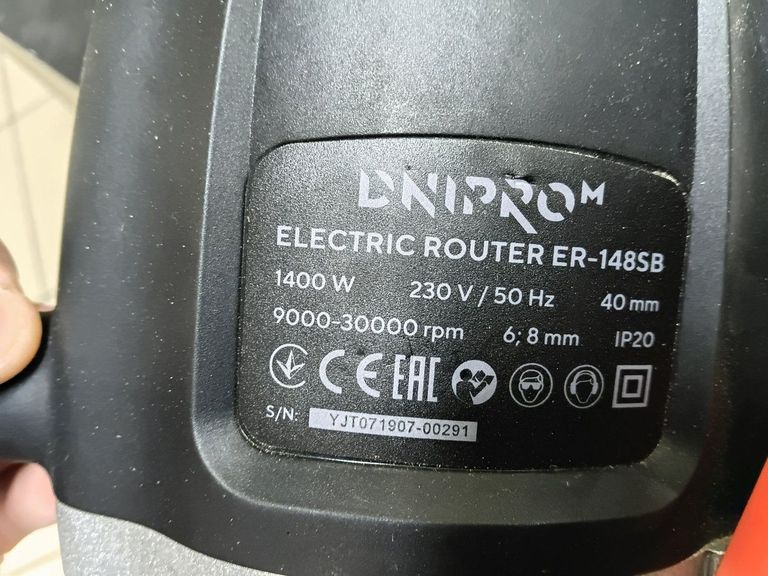 DNIPRO M
ELECTRIC ROUTER ER-148SB
1400 W 230 V / 50 Hz 40 mm
9000-30000 rpm 6; 8 mm IP20
CE EAC
S/N: YJT071907-00291